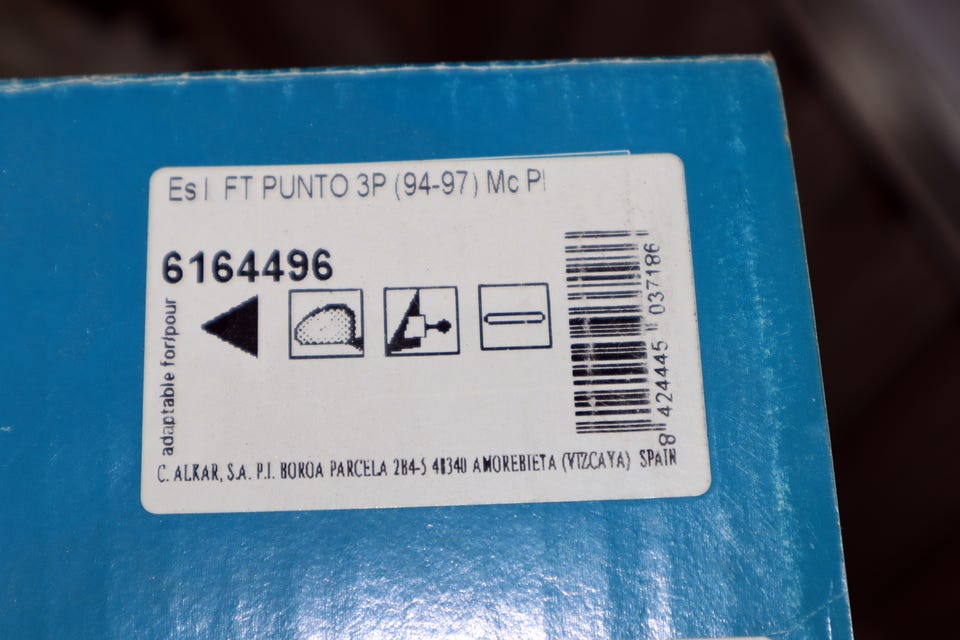 Es I FT PUNTO 3P (94-97) Mc Pl
6164496
adaptable for/pour
8 424445 037186
C. ALKAR, S.A. P.I. BOROA PARCELA 2B4-5 48340 AMOREBIETA (VIZCAYA) SPAIN